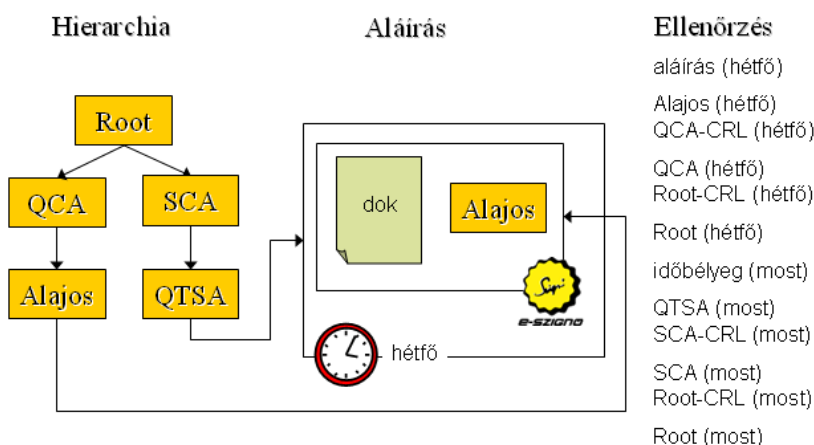 Hierarchia
Aláírás
Ellenőrzés
Root
QCA
SCA
Alajos
QTSA
dok
Alajos
Signi
e-SZIGNO
hétfő
aláírás (hétfő)
Alajos (hétfő)
QCA-CRL (hétfő)
QCA (hétfő)
Root-CRL (hétfő)
Root (hétfő)
időbélyeg (most)
QTSA (most)
SCA-CRL (most)
SCA (most)
Root-CRL (most)
Root (most)